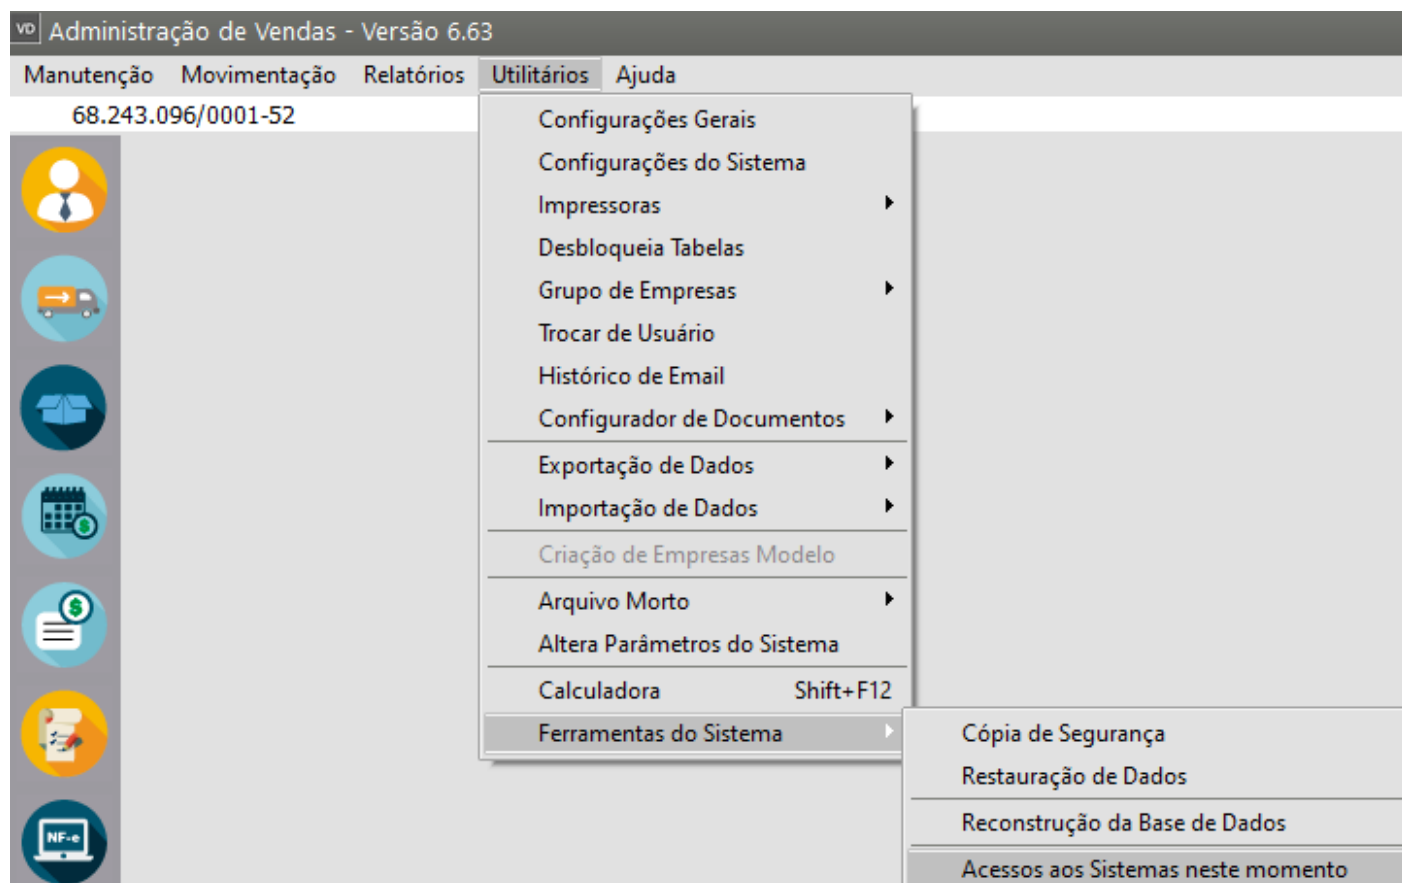 VD Administração de Vendas - Versão 6.63
Manutenção Movimentação Relatórios Utilitários Ajuda
68.243.096/0001-52
Configurações Gerais
Configurações do Sistema
Impressoras
Desbloqueia Tabelas
Grupo de Empresas
Trocar de Usuário
Histórico de Email
Configurador de Documentos
Exportação de Dados
Importação de Dados
Criação de Empresas Modelo
Arquivo Morto
Altera Parâmetros do Sistema
Calculadora Shift+F12
Ferramentas do Sistema
Cópia de Segurança
Restauração de Dados
Reconstrução da Base de Dados
Acessos aos Sistemas neste momento
NF-e